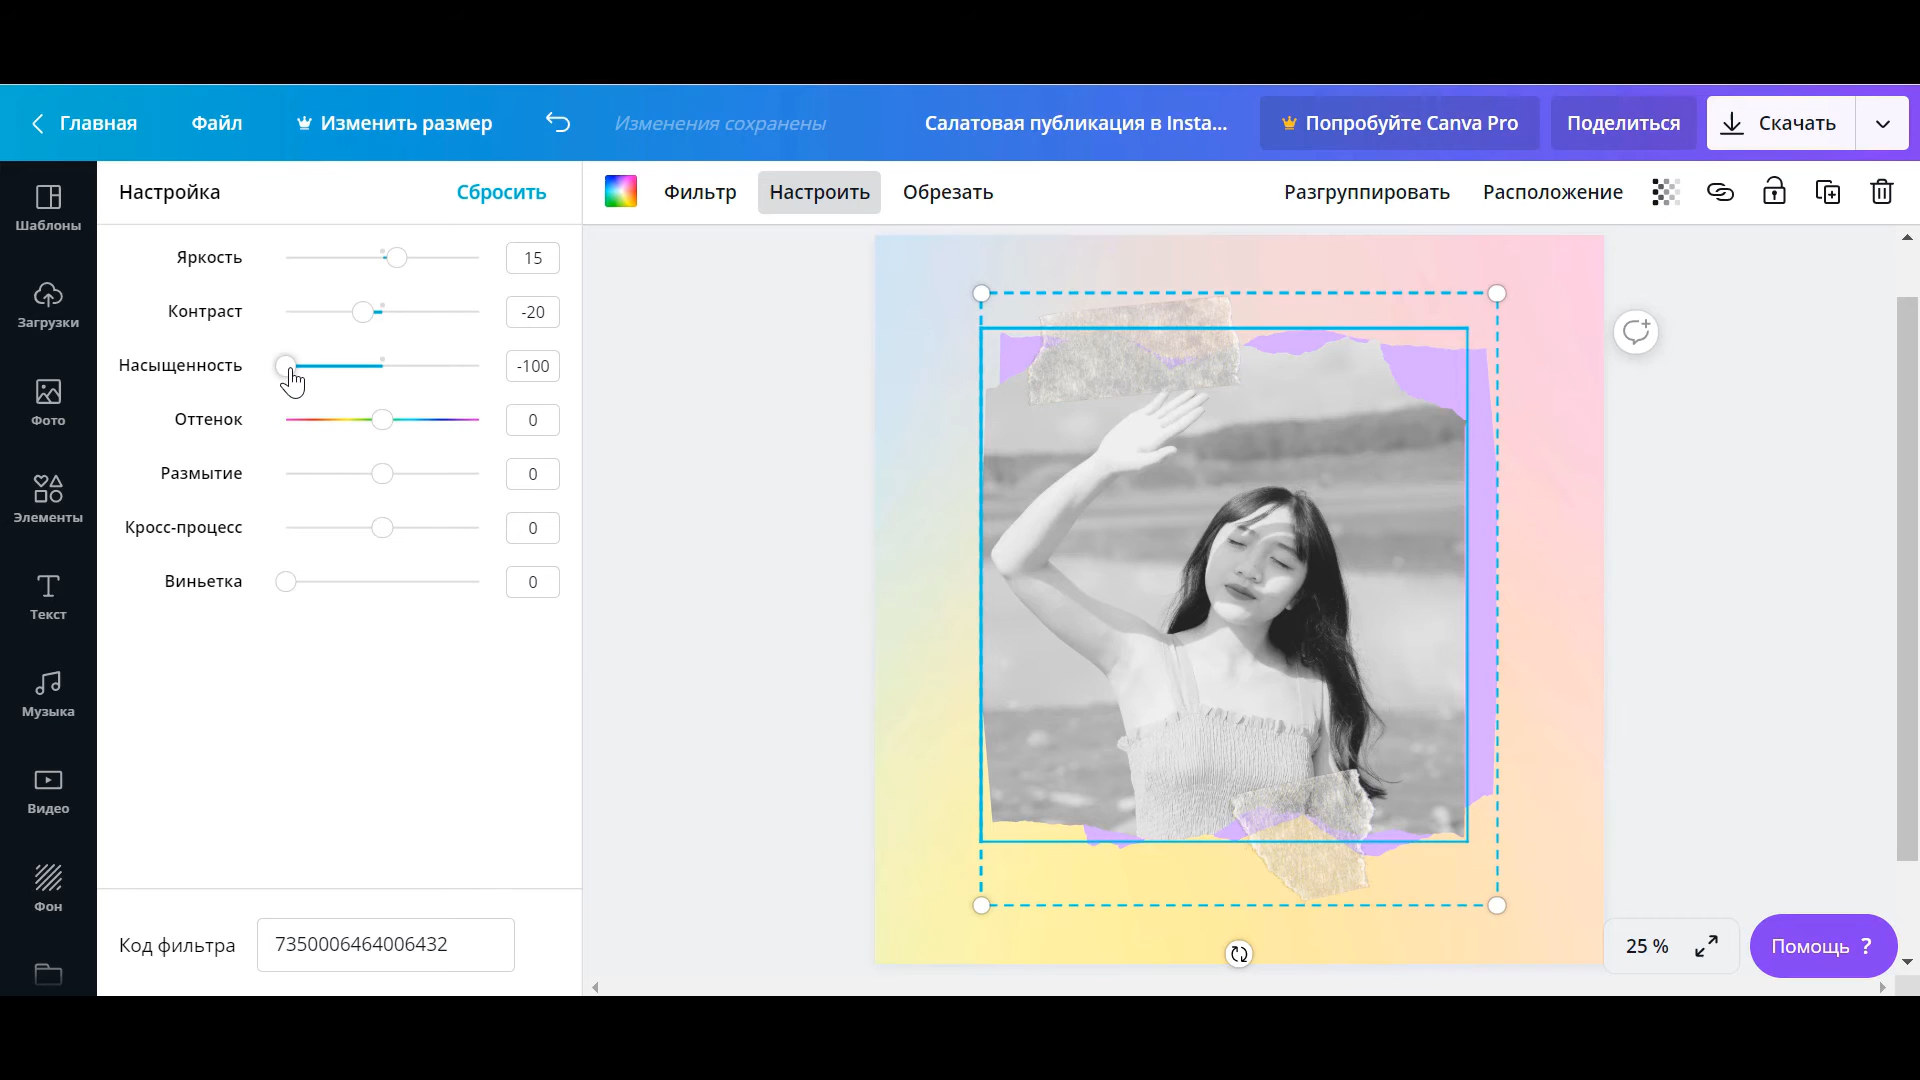 Главная
Файл
Изменить размер
Изменения сохранены
Салатовая публикация в Insta...
Попробуйте Canva Pro
Поделиться
Скачать
Шаблоны
Загрузки
Фото
Элементы
Текст
Музыка
Видео
Фон
Настройка
Сбросить
Яркость 15
Контраст -20
Насыщенность -100
Оттенок 0
Размытие 0
Кросс-процесс 0
Виньетка 0
Код фильтра 7350006464006432
Фильтр
Настроить
Обрезать
Разгруппировать
Расположение
25 %
Помощь ?